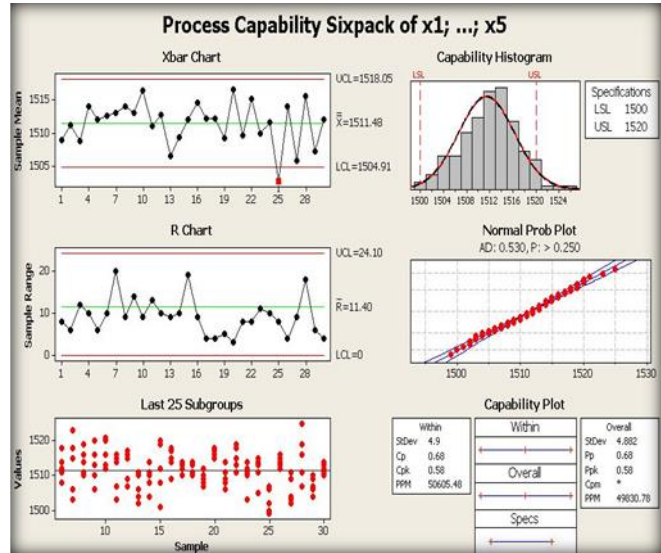 Process Capability Sixpack of x1; ...; x5
Xbar Chart
Sample Mean
1515
1510
1505
1 4 7 10 13 16 19 22 25 28
UCL=1518.05
X=1511.48
LCL=1504.91
Capability Histogram
LSL USL
1500 1504 1508 1512 1516 1520 1524
Specifications
LSL 1500
USL 1520
R Chart
Sample Range
20
10
0
1 4 7 10 13 16 19 22 25 28
UCL=24.10
R=11.40
LCL=0
Normal Prob Plot
AD: 0.530, P: > 0.250
1500 1510 1520 1530
Last 25 Subgroups
Values
1520
1510
1500
10 15 20 25 30
Sample
Capability Plot
Within
StDev 4.9
Cp 0.68
Cpk 0.58
PPM 50605.48
Within
Overall
Specs
Overall
StDev 4.882
Pp 0.68
Ppk 0.58
Cpm *
PPM 49830.78